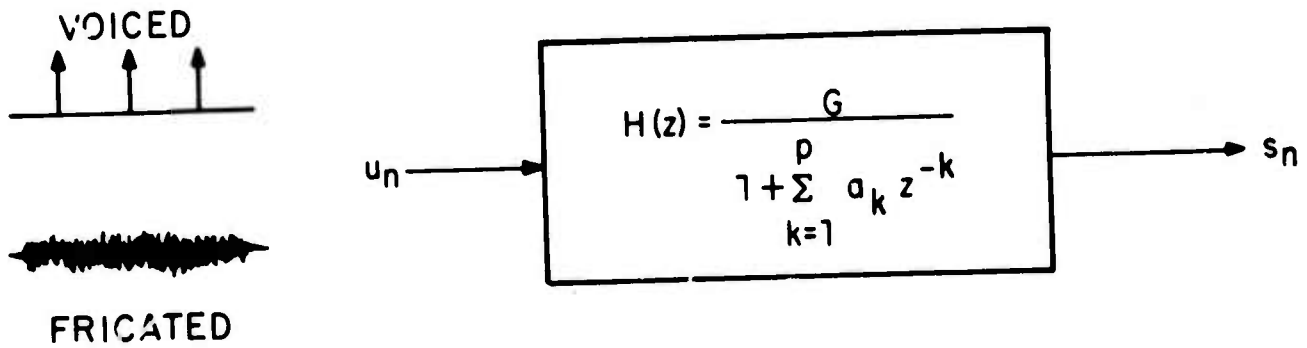 VOICED
FRICATED
u_n
H(z) = G / (1 + Σ_{k=1}^{p} a_k z^{-k})
s_n